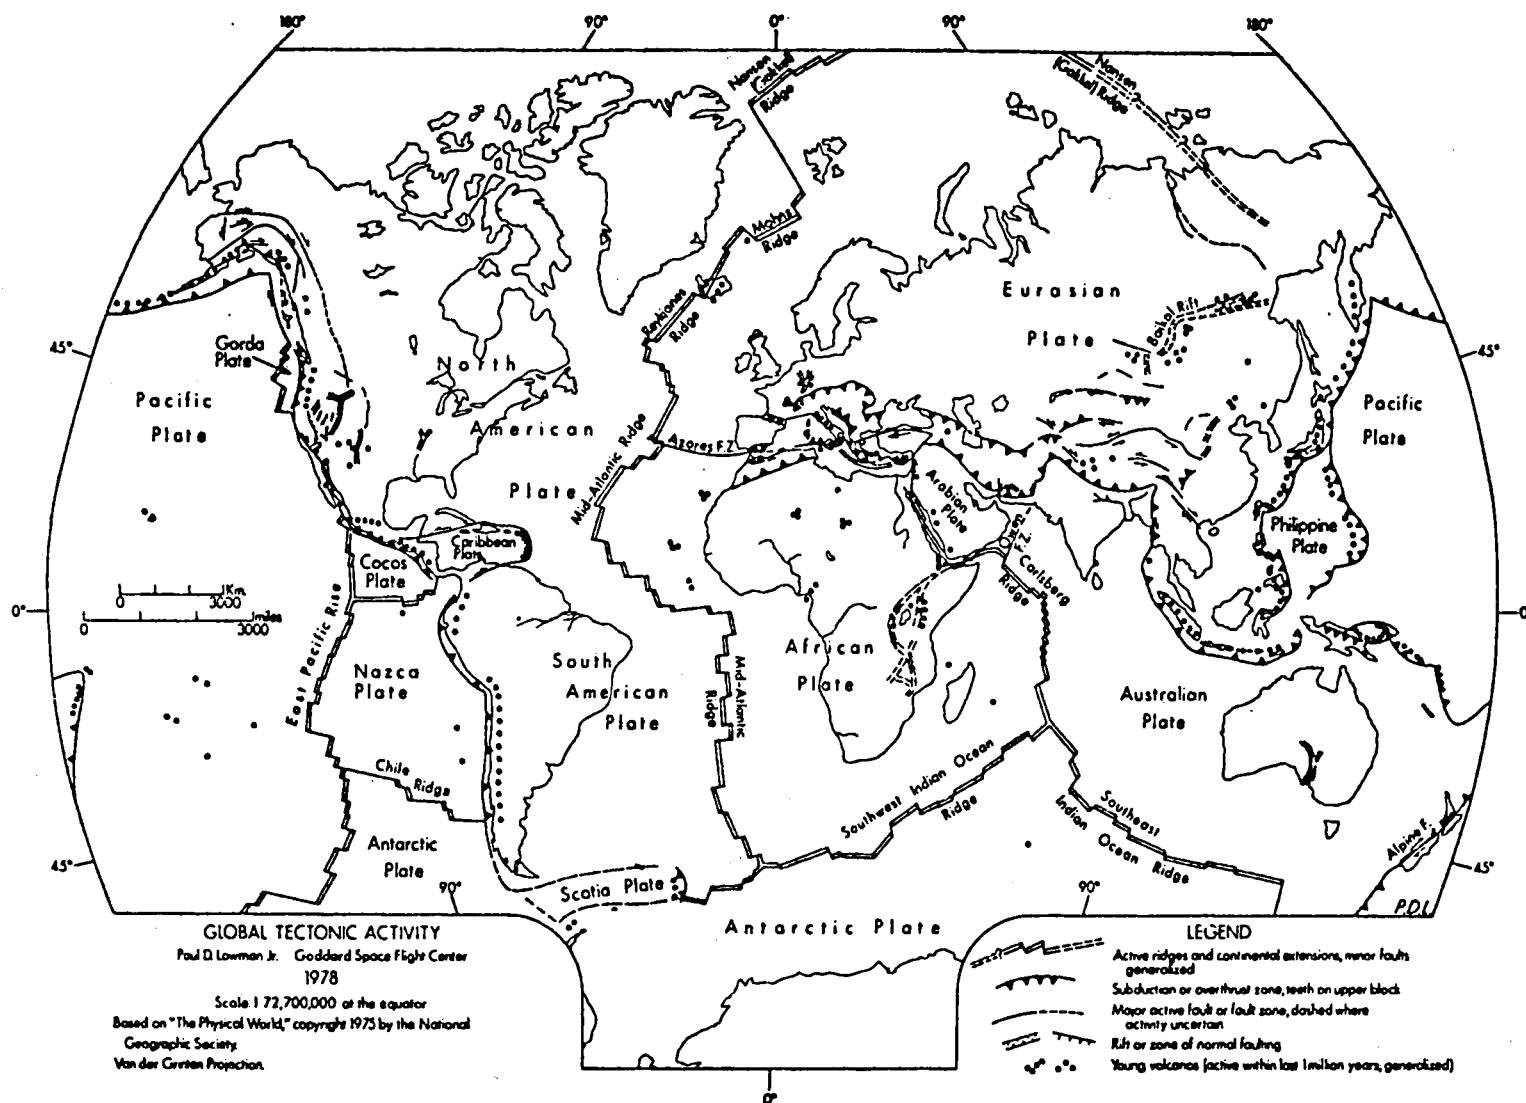 180°
90°
0°
90°
180°
Nansen
(Gakkel)
Ridge
Nansen
(Gakkel) Ridge
Mohns
Ridge
Reykjanes
Ridge
Eurasian
Plate
Baikal Rift
45°
45°
Gorda
Plate
North
American
Plate
Pacific
Plate
Pacific
Plate
Azores F.Z.
Mid-Atlantic Ridge
Arabian
Plate
Owen
F.Z.
Carlsberg
Ridge
Philippine
Plate
Caribbean
Plate
Cocos
Plate
0 3000 Km.
0 3000 miles
0°
0
East Pacific Rise
Nazca
Plate
South
American
Plate
Mid-Atlantic
Ridge
African
Plate
Australian
Plate
Chile Ridge
Southwest Indian Ocean
Ridge
Southeast
Indian Ocean Ridge
Alpine F.
Antarctic
Plate
45°
45°
90°
90°
Scotia Plate
Antarctic Plate
P.D.L.
GLOBAL TECTONIC ACTIVITY
Paul D. Lowman Jr. Goddard Space Flight Center
1978
Scale: 1 72,700,000 at the equator
Based on "The Physical World," copyright 1975 by the National
Geographic Society.
Van der Grinten Projection.
LEGEND
Active ridges and continental extensions, minor faults
generalized
Subduction or overthrust zone, teeth on upper block
Major active fault or fault zone, dashed where
activity uncertain
Rift or zone of normal faulting
Young volcanos (active within last 1 million years, generalized)
0°